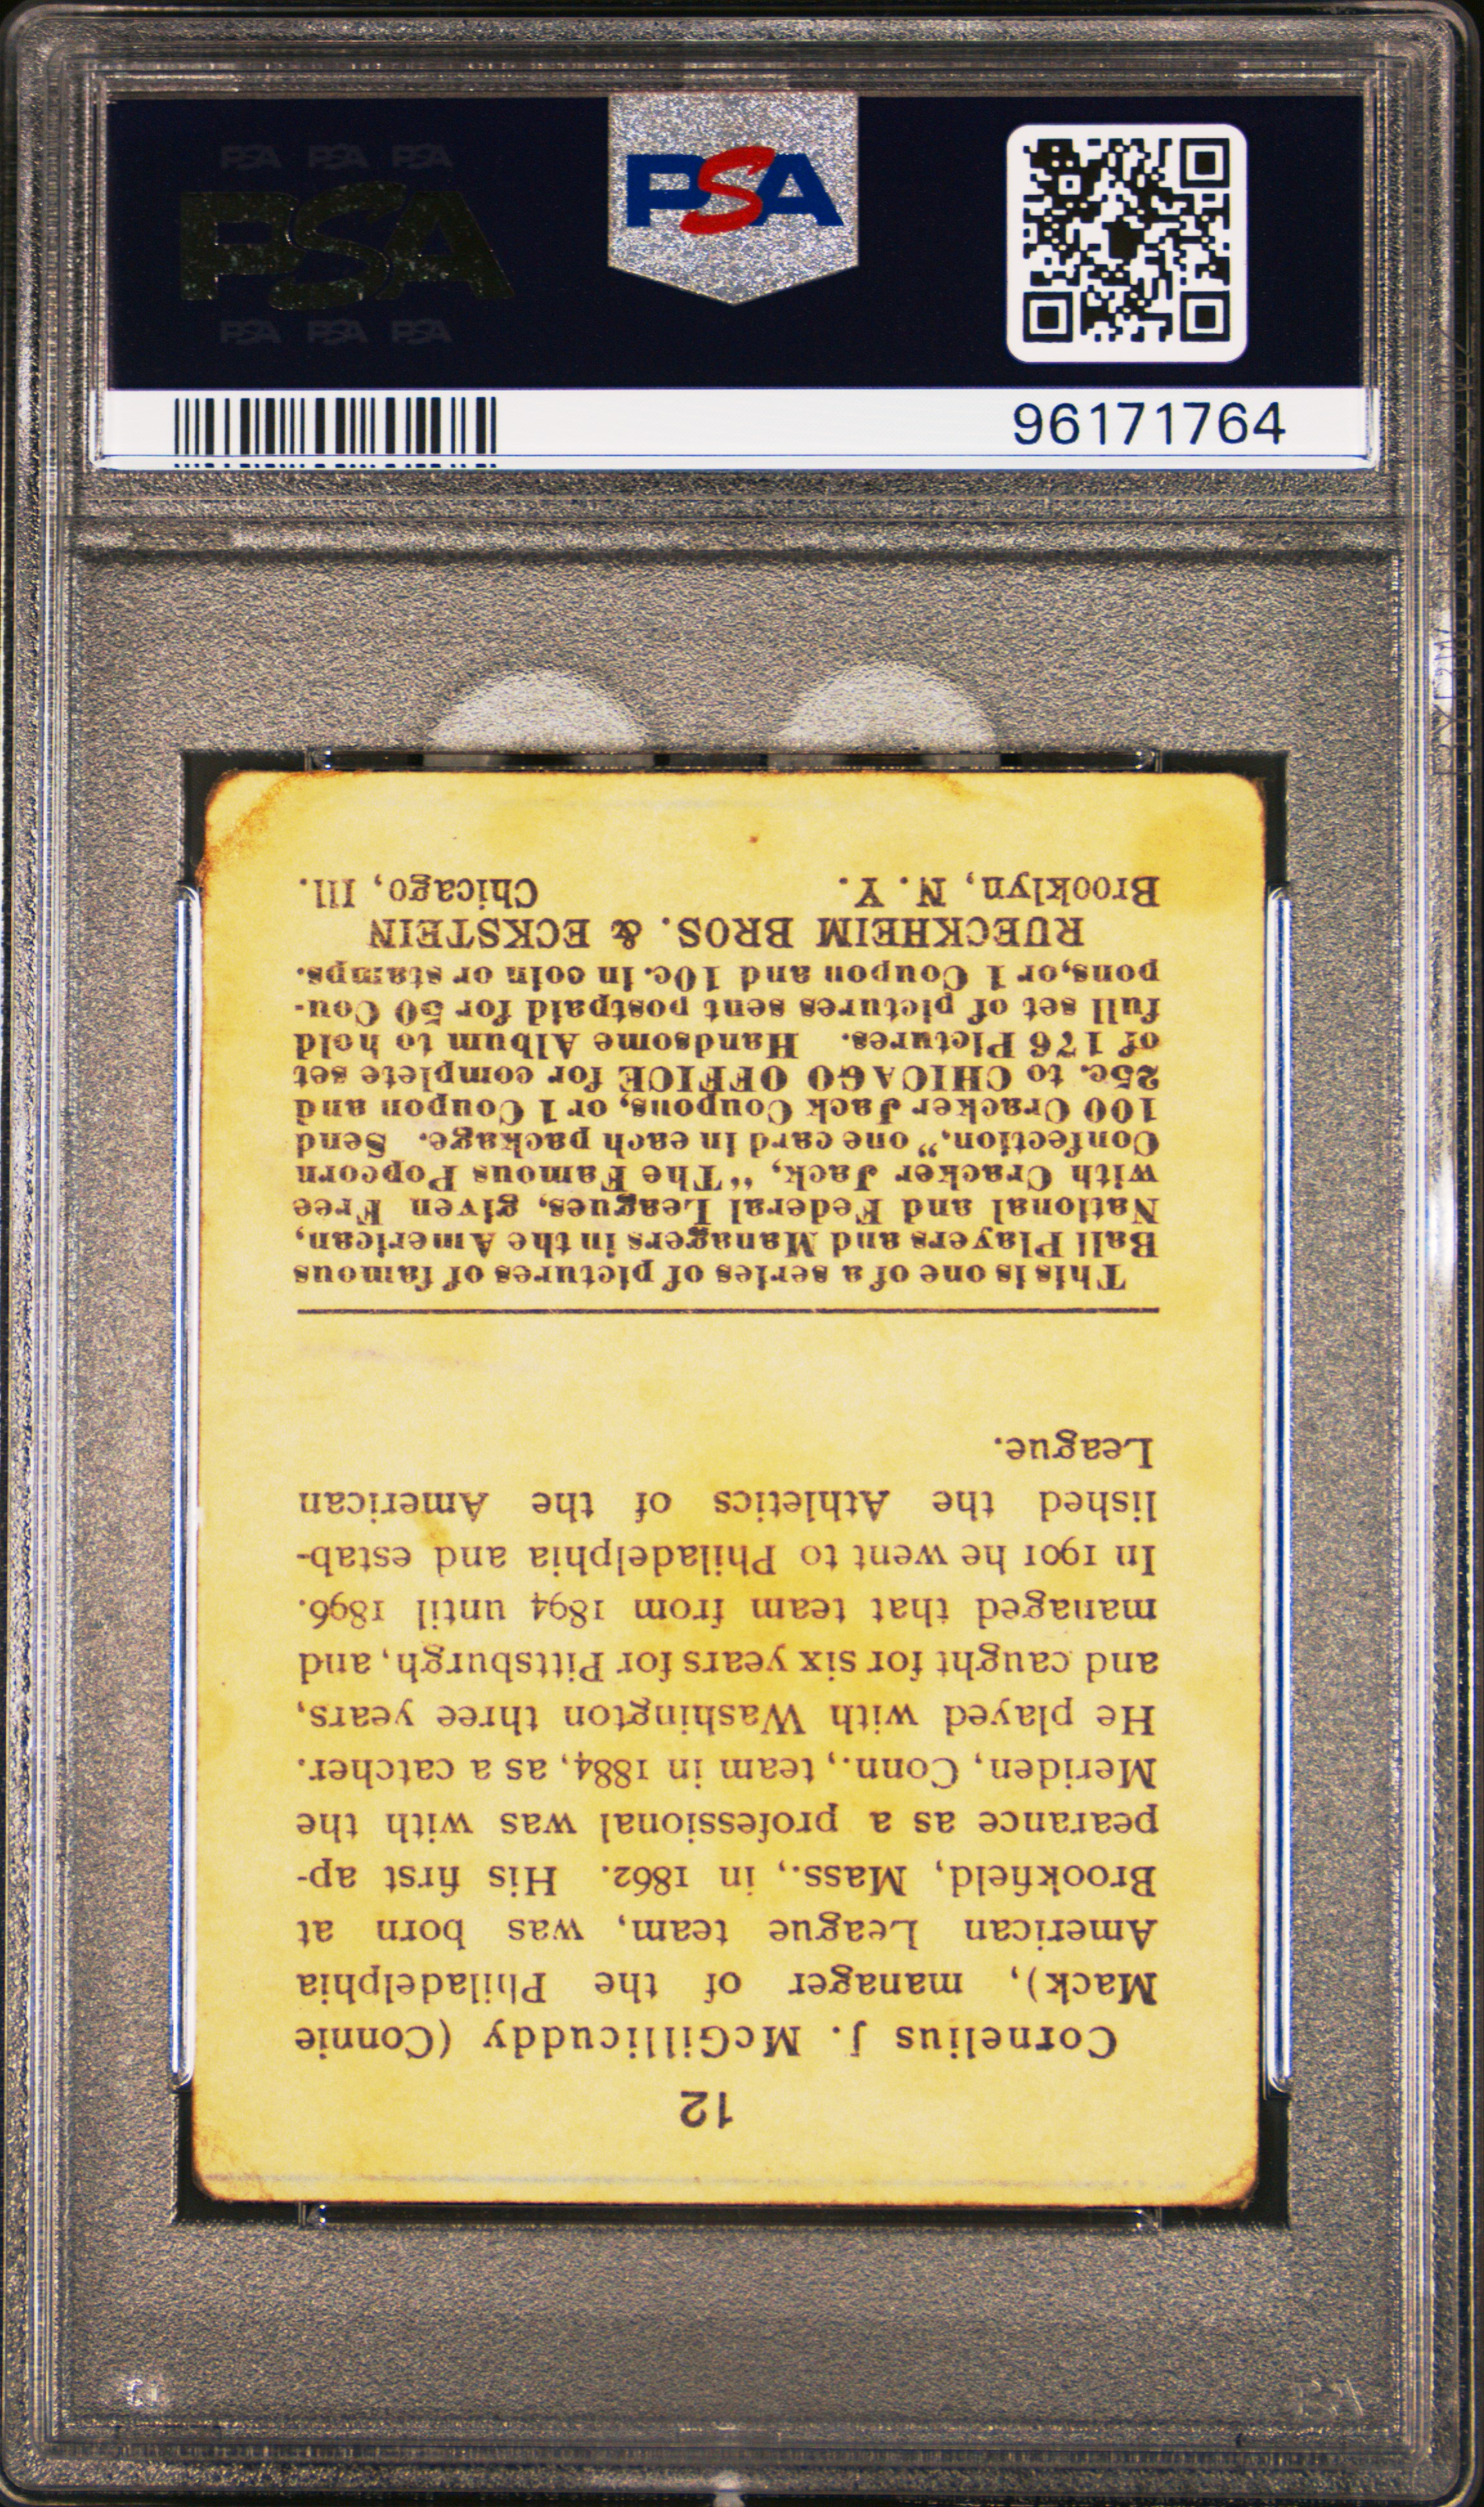 PSA PSA PSA
PSA
PSA PSA PSA
PSA
96171764
12
Cornelius J. McGillicuddy (Connie
Mack), manager of the Philadelphia
American League team, was born at
Brookfield, Mass., in 1862. His first ap-
pearance as a professional was with the
Meriden, Conn., team in 1884, as a catcher.
He played with Washington three years,
and caught for six years for Pittsburgh, and
managed that team from 1894 until 1896.
In 1901 he went to Philadelphia and estab-
lished the Athletics of the American
League.
This is one of a series of pictures of famous
Ball Players and Managers in the American,
National and Federal Leagues, given Free
with Cracker Jack, “The Famous Popcorn
Confection,” one card in each package. Send
100 Cracker Jack Coupons, or 1 Coupon and
25c. to CHICAGO OFFICE for complete set
of 176 Pictures. Handsome Album to hold
full set of pictures sent postpaid for 50 Cou-
pons, or 1 Coupon and 10c. in coin or stamps.
RUECKHEIM BROS. & ECKSTEIN
Brooklyn, N. Y. Chicago, Ill.